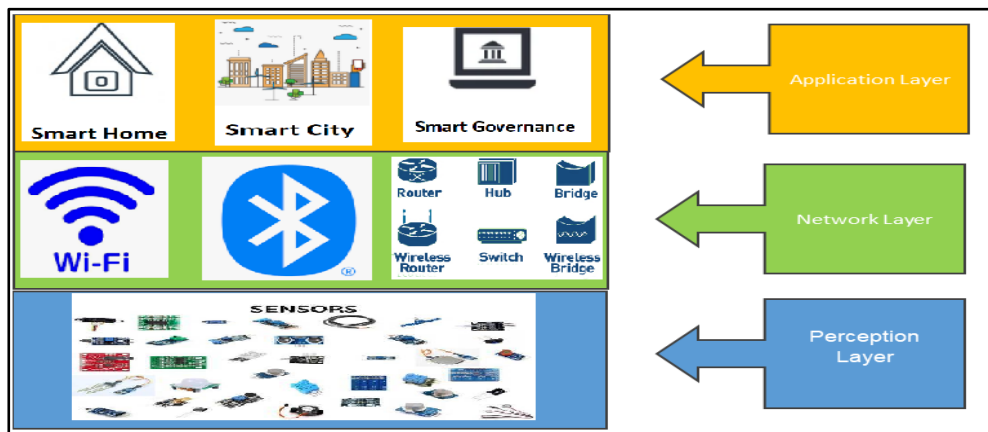 Smart Home
Smart City
Smart Governance
Application Layer
Wi-Fi
®
Router
Hub
Bridge
Wireless
Router
Switch
Wireless
Bridge
Network Layer
SENSORS
Perception
Layer